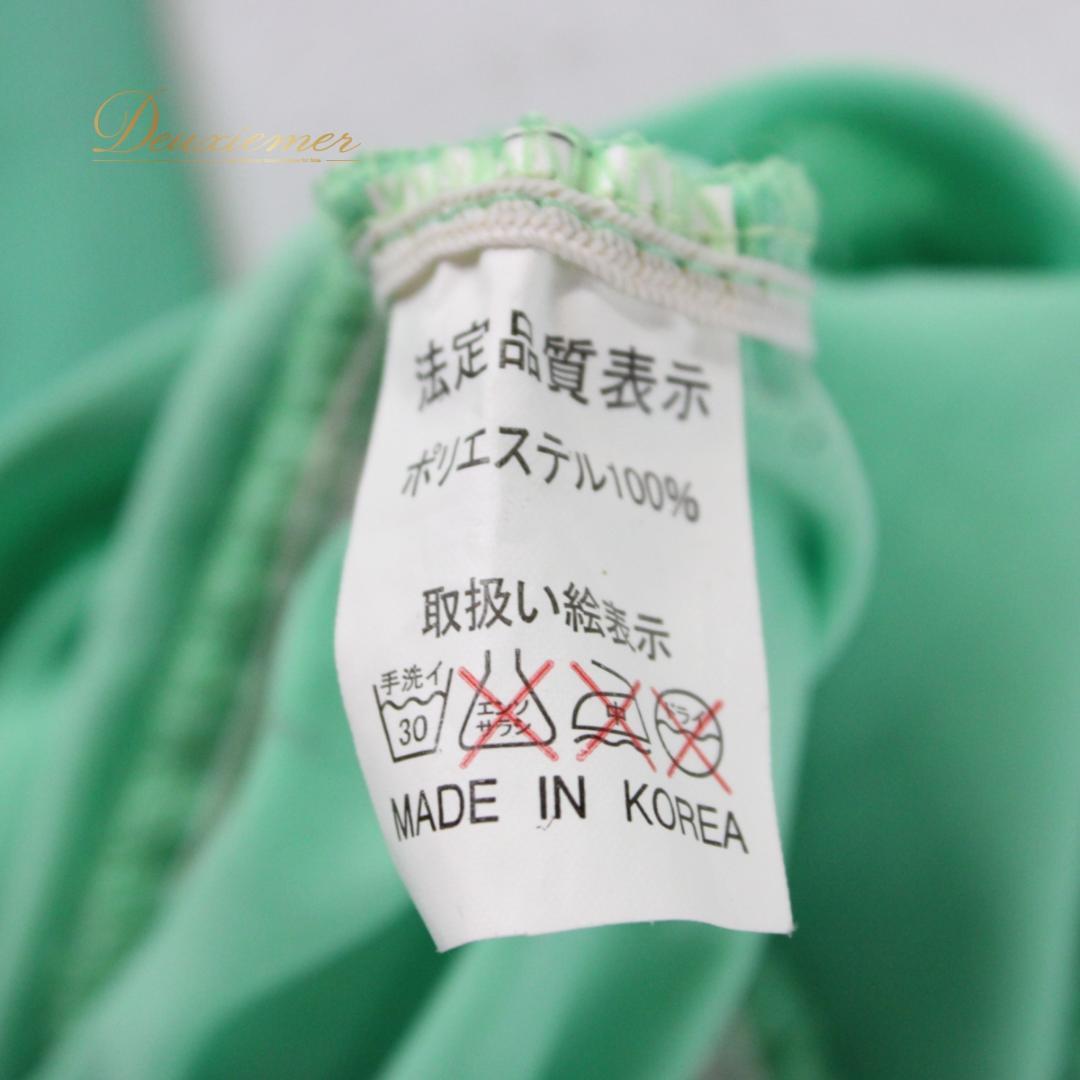 Deuxiemer
法定品質表示
ポリエステル100%
取扱い絵表示
手洗イ
30
エンソ
サラシ
中
ドライ
MADE IN KOREA